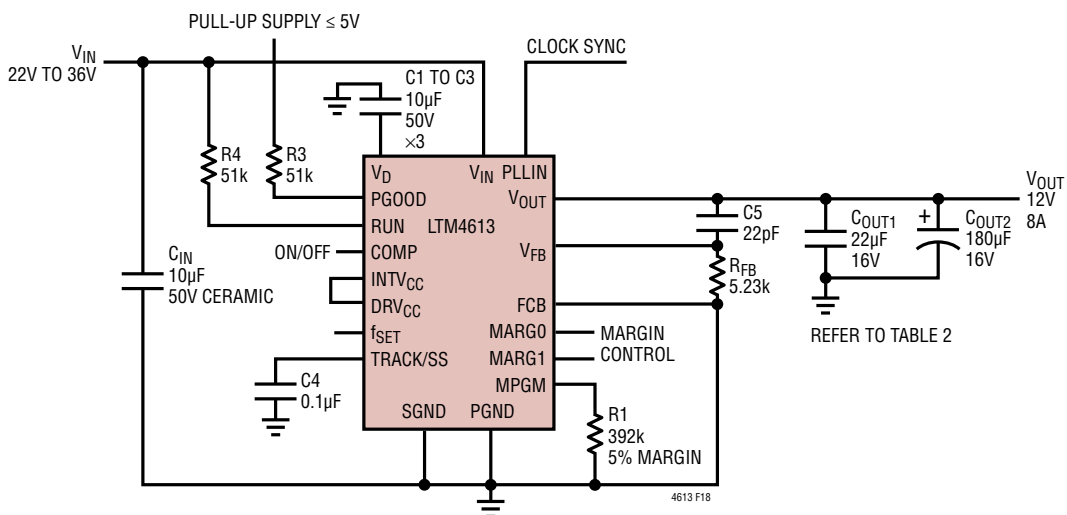 PULL-UP SUPPLY ≤ 5V
VIN
22V TO 36V
CLOCK SYNC
C1 TO C3
10µF
50V
×3
R4
51k
R3
51k
VD
VIN
PLLIN
PGOOD
VOUT
RUN
LTM4613
ON/OFF
COMP
VFB
INTVCC
DRVCC
FCB
fSET
MARG0
TRACK/SS
MARG1
MPGM
SGND
PGND
CIN
10µF
50V CERAMIC
C4
0.1µF
C5
22pF
RFB
5.23k
MARGIN
CONTROL
R1
392k
5% MARGIN
COUT1
22µF
16V
+
COUT2
180µF
16V
VOUT
12V
8A
REFER TO TABLE 2
4613 F18